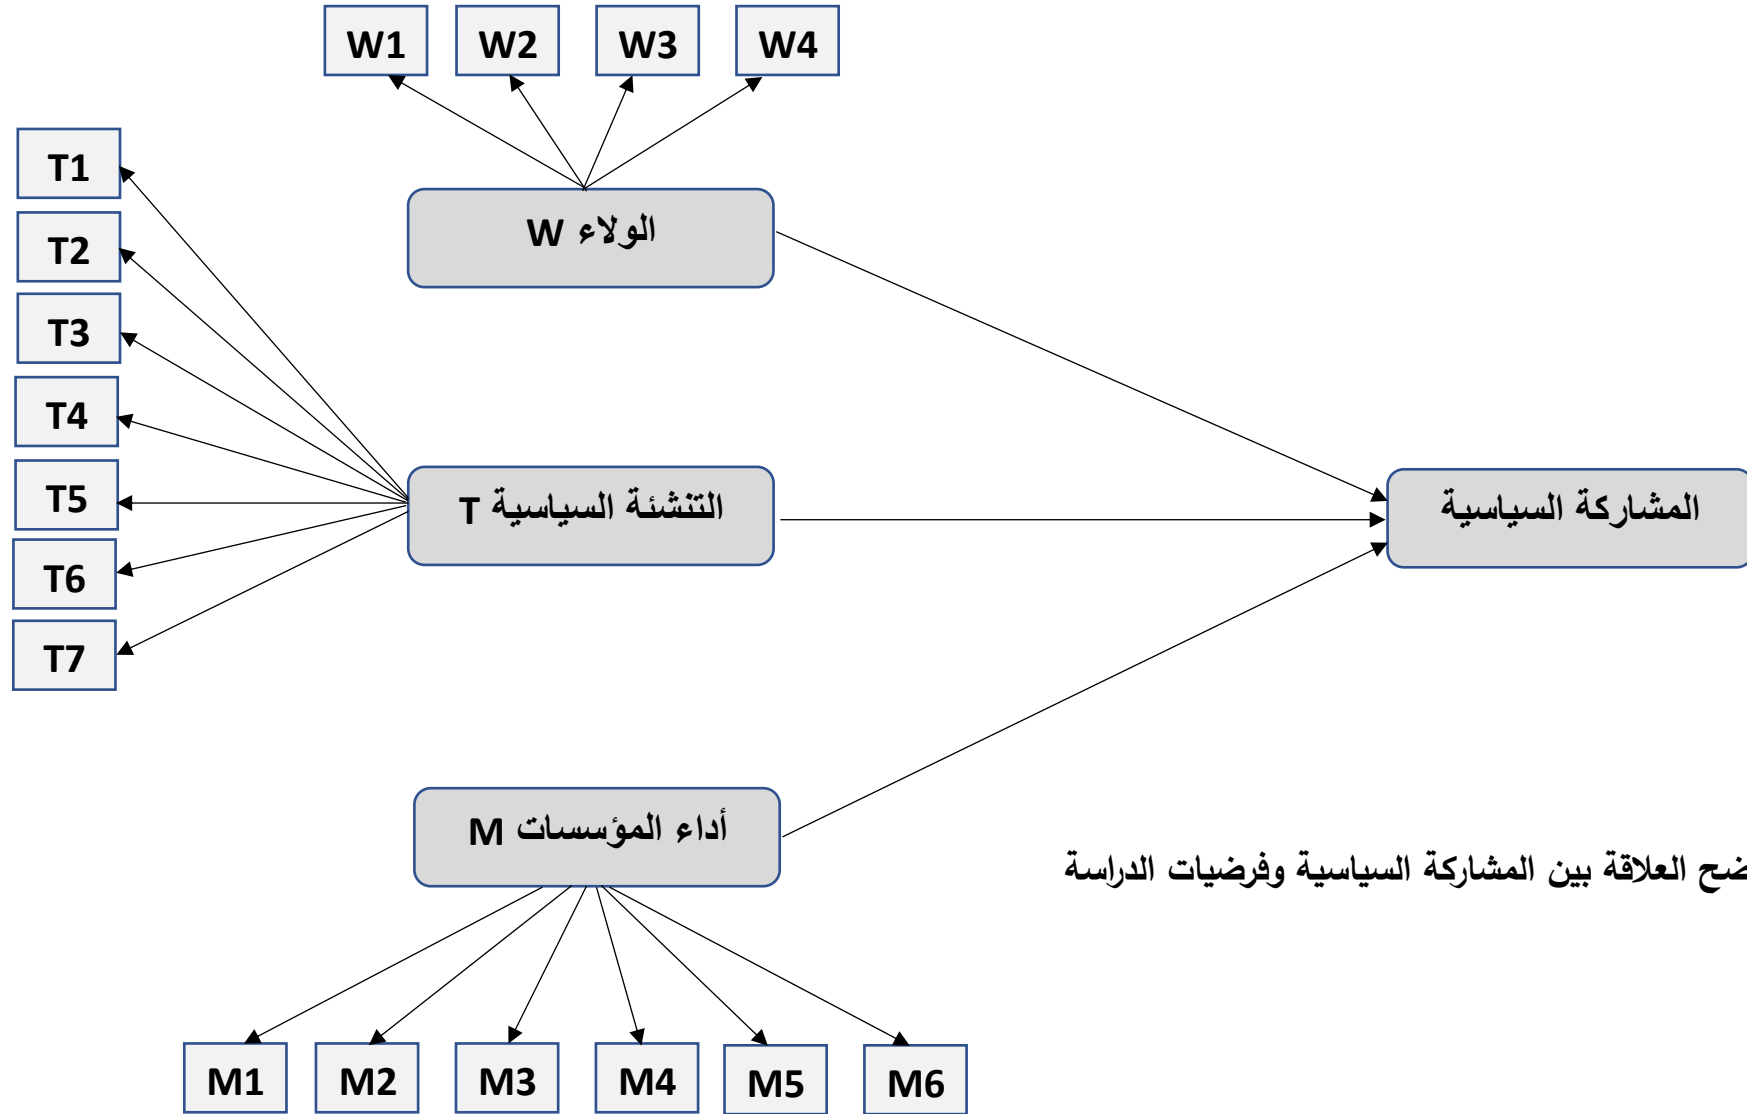 W1 W2 W3 W4
T1
الولاء W
T2
T3
T4
T5
التنشئة السياسية T
المشاركة السياسية
T6
T7
أداء المؤسسات M
العلاقة بين المشاركة السياسية وفرضيات الدراسة
M1 M2 M3 M4 M5 M6